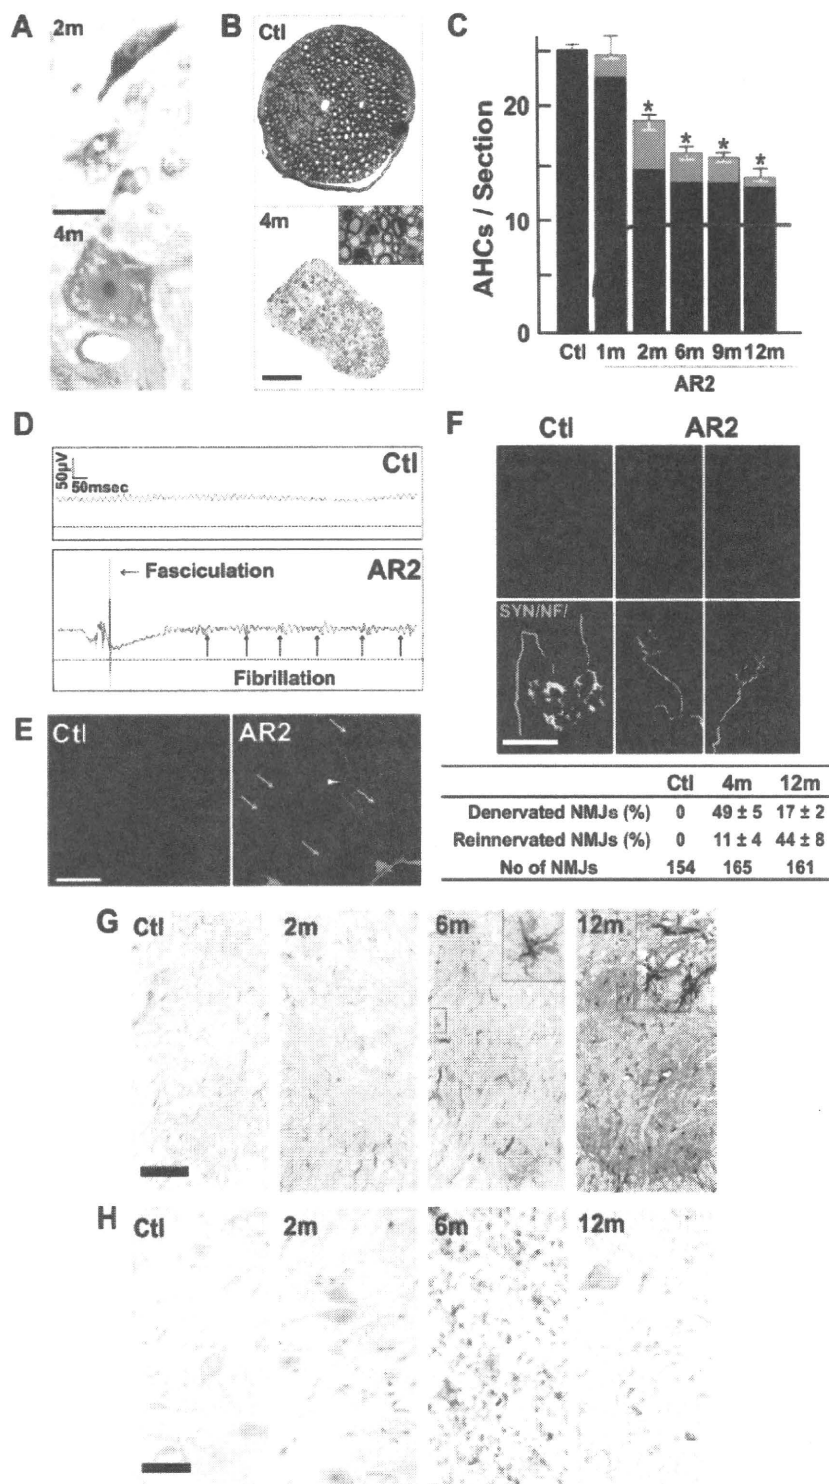 A
2m
4m
B
Ctl
4m
C
AHCs / Section
20
10
0
Ctl 1m 2m 6m 9m 12m
AR2
* * * *
D
50µV
50msec
Ctl
← Fasciculation
AR2
Fibrillation
E
Ctl
AR2
F
Ctl AR2
SYN/NF/
Ctl 4m 12m
Denervated NMJs (%) 0 49 ± 5 17 ± 2
Reinnervated NMJs (%) 0 11 ± 4 44 ± 8
No of NMJs 154 165 161
G
Ctl
2m
6m
12m
H
Ctl
2m
6m
12m